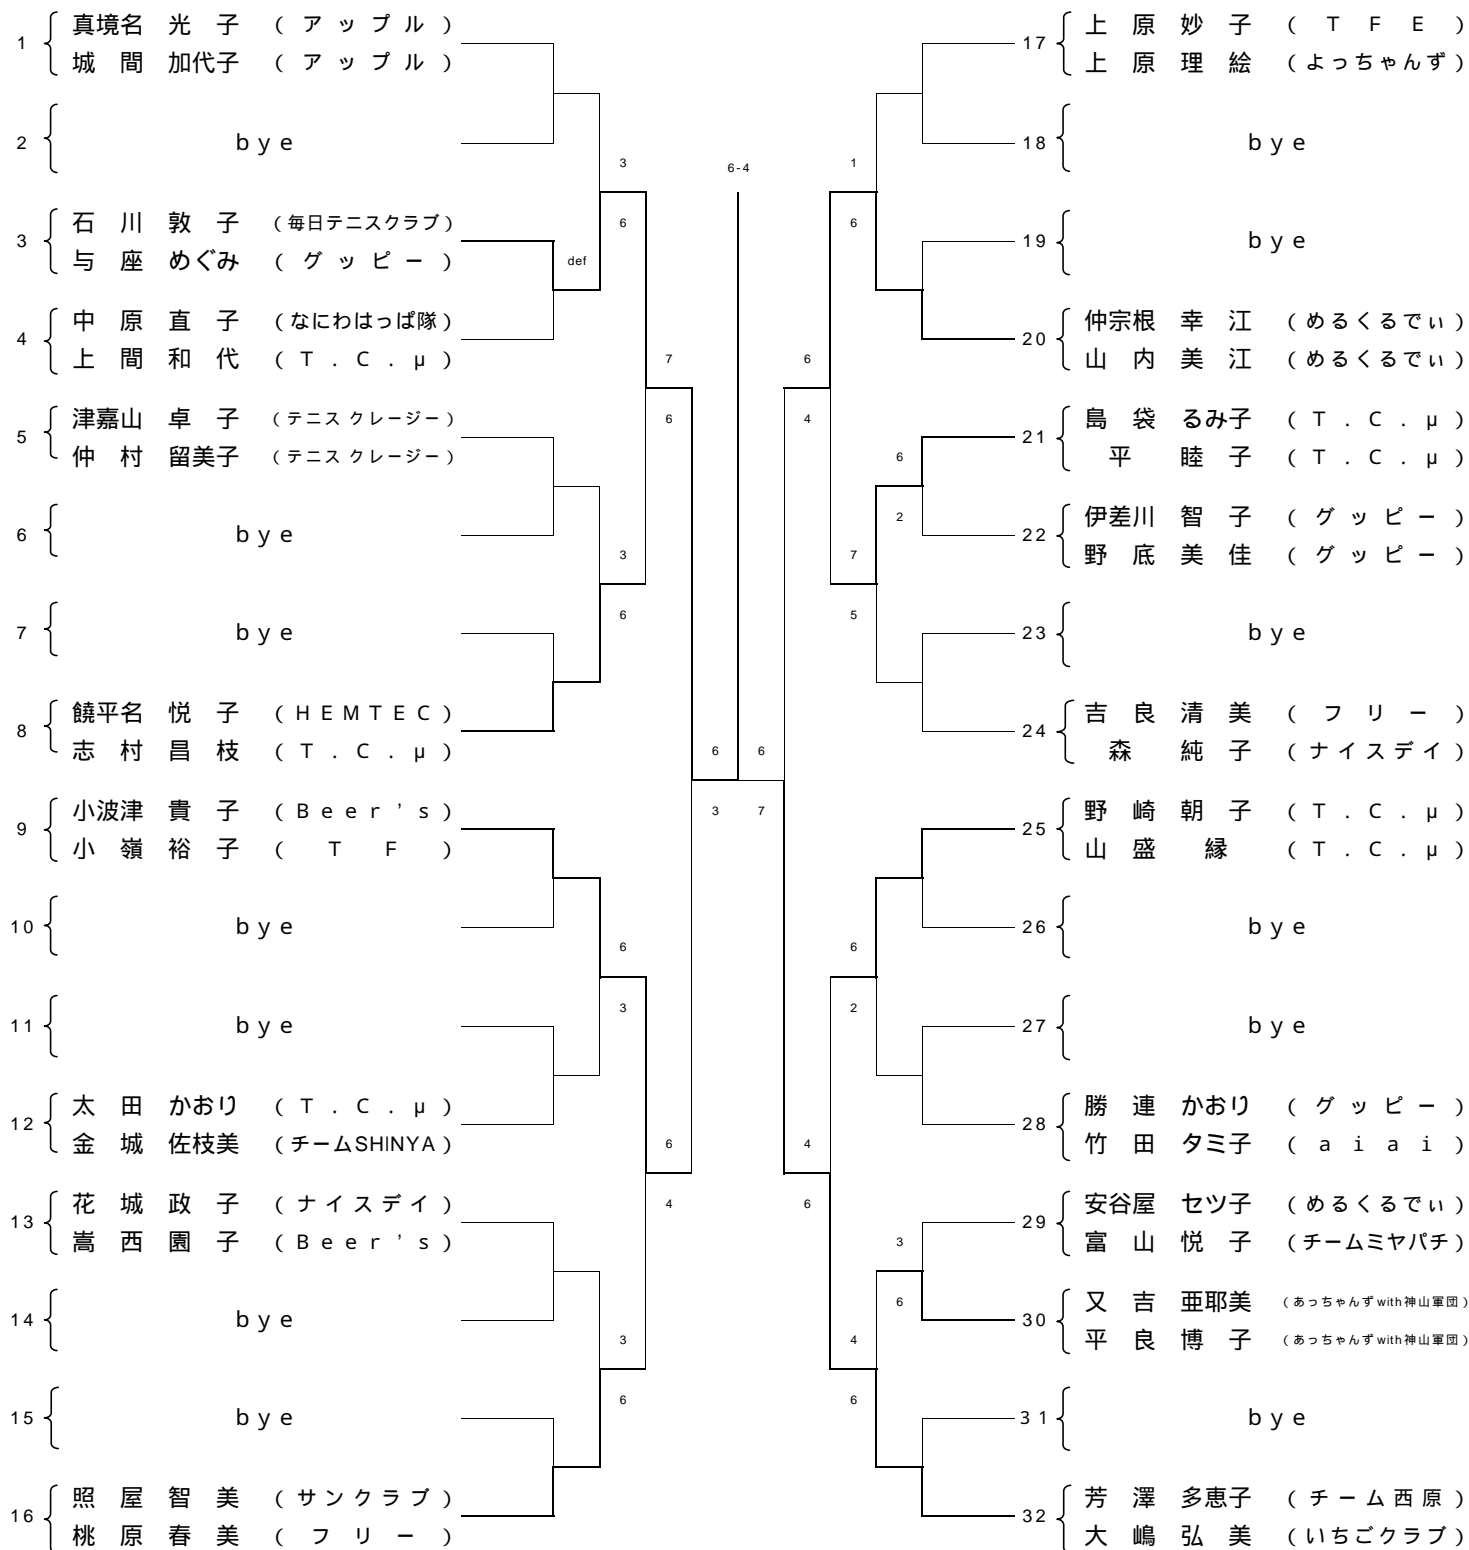 1 真境名 光 子 ( ア ッ プ ル )
城 間 加代子 ( ア ッ プ ル )
2 bye
3 石 川 敦 子 (毎日テニスクラブ)
与 座 めぐみ ( グ ッ ピ ー )
def
4 中 原 直 子 (なにわはっぱ隊)
上 間 和 代 ( T . C . μ )
5 津嘉山 卓 子 (テニス クレージー)
仲 村 留美子 (テニス クレージー)
6 bye
7 bye
8 饒平名 悦 子 ( H E M T E C )
志 村 昌 枝 ( T . C . μ )
9 小波津 貴 子 ( B e e r ' s )
小 嶺 裕 子 ( T F )
10 bye
11 bye
12 太 田 かおり ( T . C . μ )
金 城 佐枝美 (チームSHINYA)
13 花 城 政 子 ( ナ イ ス デ イ )
嵩 西 園 子 ( B e e r ' s )
14 bye
15 bye
16 照 屋 智 美 ( サ ン ク ラ ブ )
桃 原 春 美 ( フ リ ー )
3
6
7
6
3
6
6
3
6
3
6
4
3
6
6-4
6
7
1
6
6
4
7
5
6
2
6
2
4
6
3
6
4
6
17 上 原 妙 子 ( T F E )
上 原 理 絵 (よっちゃんず)
18 bye
19 bye
20 仲宗根 幸 江 (めるくるでぃ)
山 内 美 江 (めるくるでぃ)
21 島 袋 るみ子 ( T . C . μ )
平 睦 子 ( T . C . μ )
22 伊差川 智 子 ( グ ッ ピ ー )
野 底 美 佳 ( グ ッ ピ ー )
23 bye
24 吉 良 清 美 ( フ リ ー )
森 純 子 (ナイスデイ)
25 野 崎 朝 子 ( T . C . μ )
山 盛 縁 ( T . C . μ )
26 bye
27 bye
28 勝 連 かおり ( グ ッ ピ ー )
竹 田 タミ子 ( a i a i )
29 安谷屋 セツ子 (めるくるでぃ)
富 山 悦 子 (チームミヤパチ)
30 又 吉 亜耶美 (あっちゃんずwith神山軍団)
平 良 博 子 (あっちゃんずwith神山軍団)
31 bye
32 芳 澤 多恵子 ( チ ー ム 西 原 )
大 嶋 弘 美 (いちごクラブ)